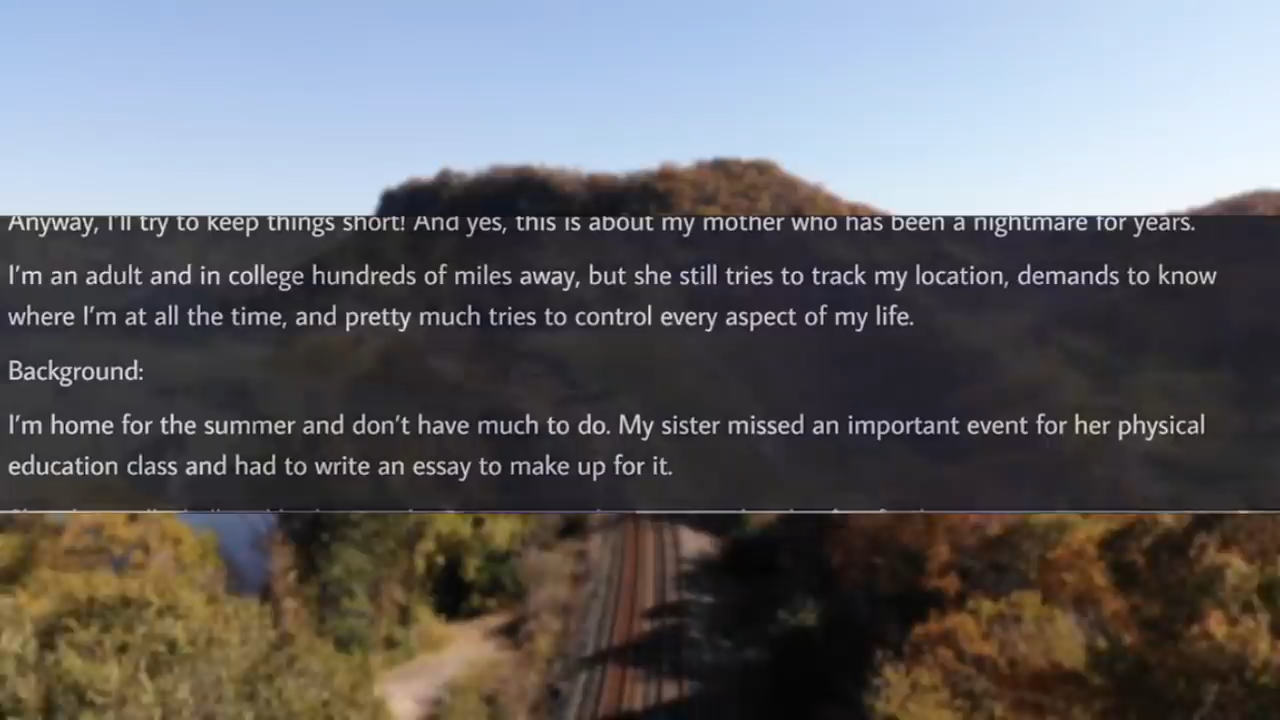 Anyway, I'll try to keep things short! And yes, this is about my mother who has been a nightmare for years.
I'm an adult and in college hundreds of miles away, but she still tries to track my location, demands to know
where I'm at all the time, and pretty much tries to control every aspect of my life.
Background:
I'm home for the summer and don't have much to do. My sister missed an important event for her physical
education class and had to write an essay to make up for it.